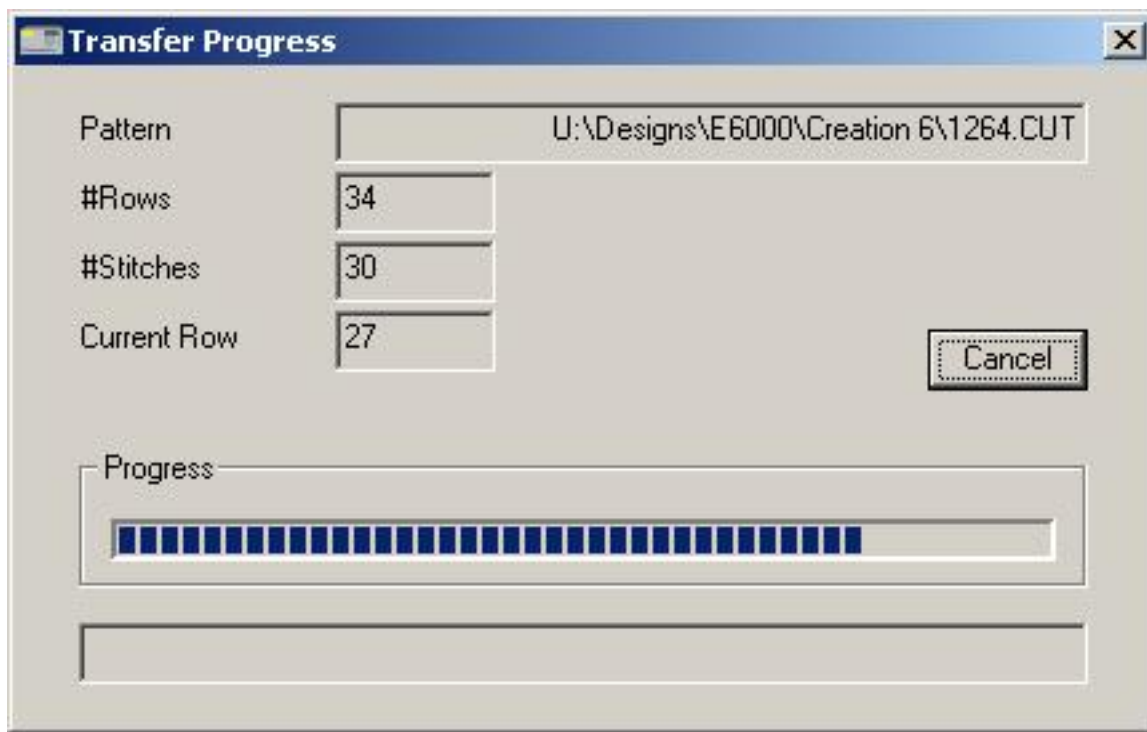 Transfer Progress
Pattern U:\Designs\E6000\Creation 6\1264.CUT
#Rows 34
#Stitches 30
Current Row 27
Cancel
Progress